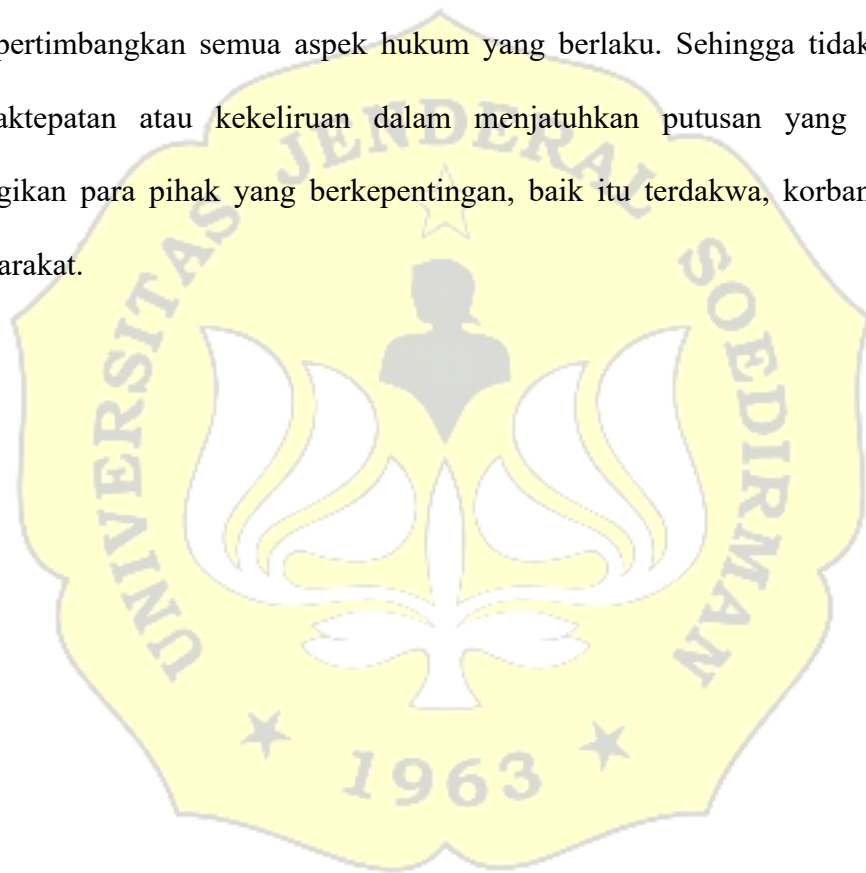 pertimbangkan semua aspek hukum yang berlaku. Sehingga tidak
aktepatan atau kekeliruan dalam menjatuhkan putusan yang
gikan para pihak yang berkepentingan, baik itu terdakwa, korban
arakat.
UNIVERSITAS JENDERAL SOEDIRMAN
1963